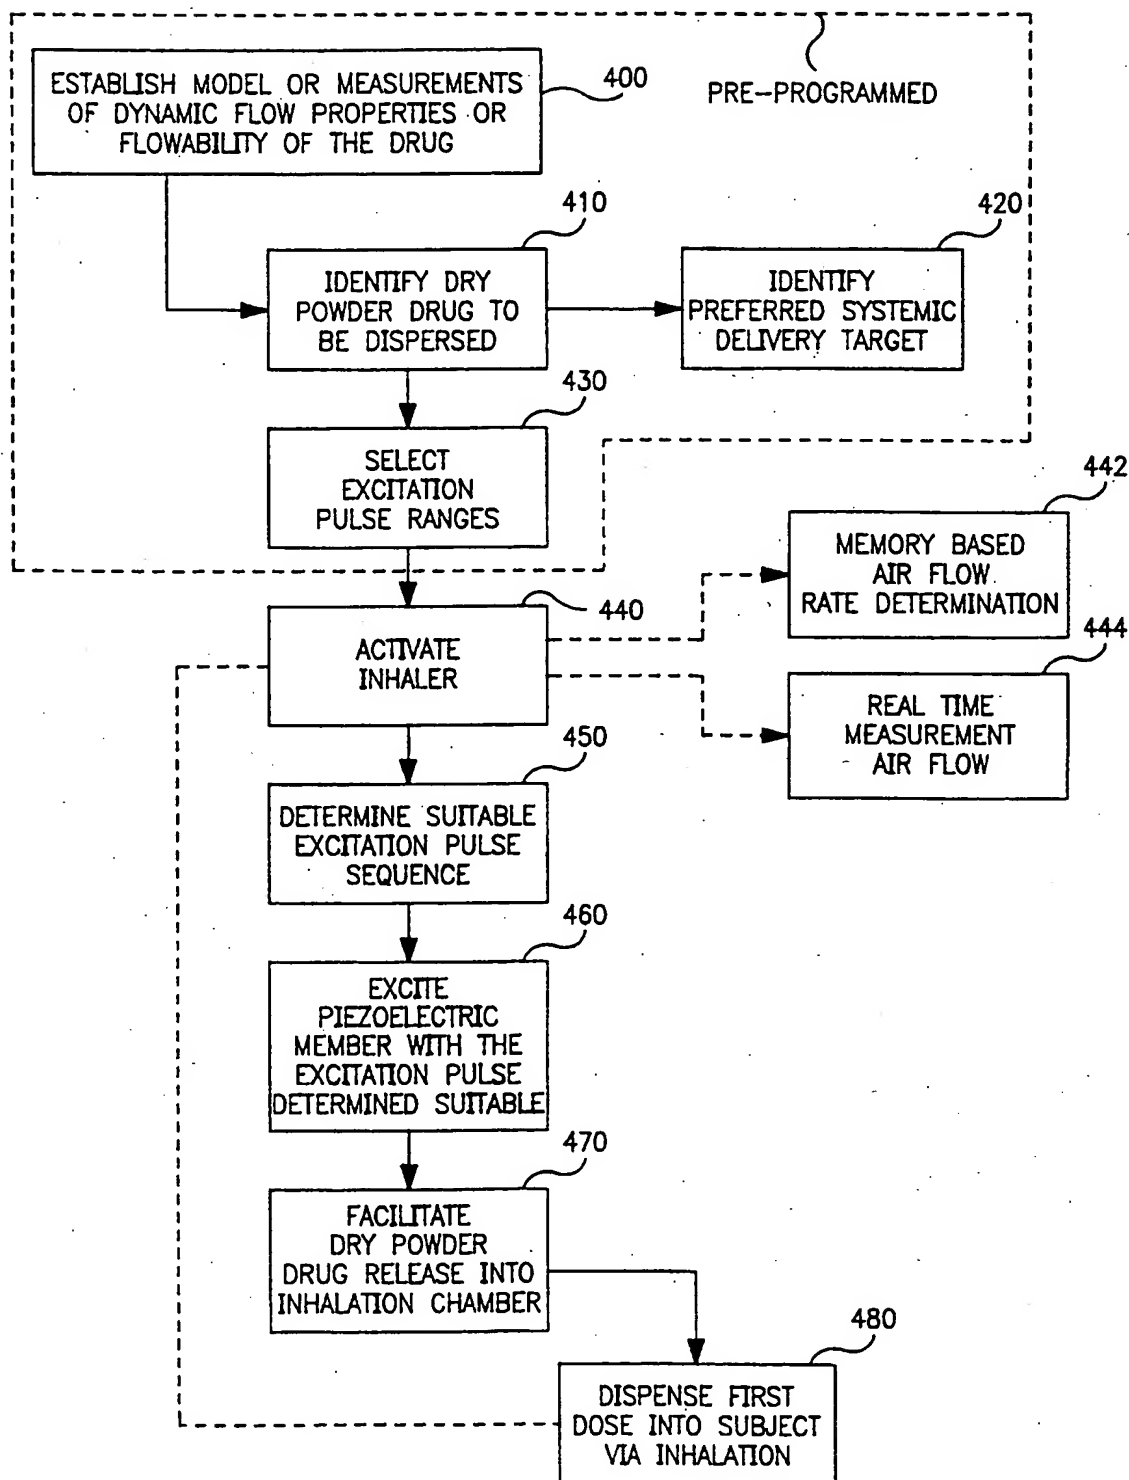 PRE-PROGRAMMED
400
ESTABLISH MODEL OR MEASUREMENTS
OF DYNAMIC FLOW PROPERTIES OR
FLOWABILITY OF THE DRUG
410
IDENTIFY DRY
POWDER DRUG TO
BE DISPERSED
420
IDENTIFY
PREFERRED SYSTEMIC
DELIVERY TARGET
430
SELECT
EXCITATION
PULSE RANGES
440
ACTIVATE
INHALER
442
MEMORY BASED
AIR FLOW
RATE DETERMINATION
444
REAL TIME
MEASUREMENT
AIR FLOW
450
DETERMINE SUITABLE
EXCITATION PULSE
SEQUENCE
460
EXCITE
PIEZOELECTRIC
MEMBER WITH THE
EXCITATION PULSE
DETERMINED SUITABLE
470
FACILITATE
DRY POWDER
DRUG RELEASE INTO
INHALATION CHAMBER
480
DISPENSE FIRST
DOSE INTO SUBJECT
VIA INHALATION